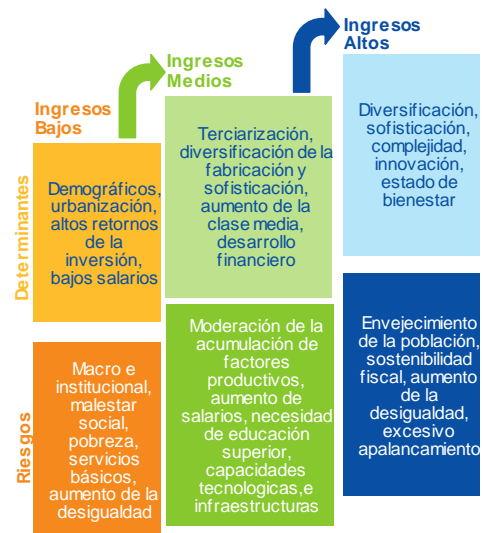 Ingresos
Bajos
Ingresos
Medios
Ingresos
Altos
Determinantes
Demográficos,
urbanización,
altos retornos
de la
inversión,
bajos salarios
Terciarización,
diversificación de la
fabricación y
sofisticación,
aumento de la
clase media,
desarrollo
financiero
Diversificación,
sofisticación,
complejidad,
innovación,
estado de
bienestar
Riesgos
Macro e
institucional,
malestar
social,
pobreza,
servicios
básicos,
aumento de la
desigualdad
Moderación de la
acumulación de
factores
productivos,
aumento de
salarios, necesidad
de educación
superior,
capacidades
tecnologicas,e
infraestructuras
Envejecimiento
de la población,
sostenibilidad
fiscal, aumento
de la
desigualdad,
excesivo
apalancamiento